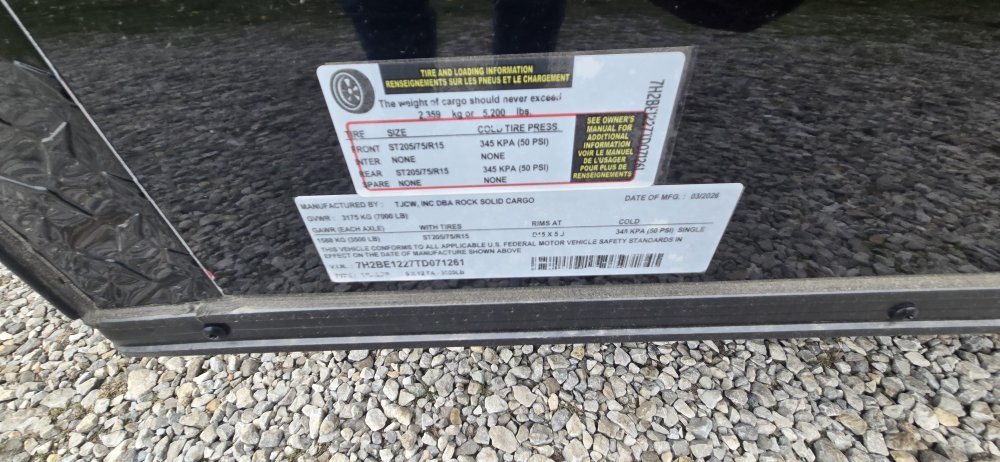 TIRE AND LOADING INFORMATION
RENSEIGNEMENTS SUR LES PNEUS ET LE CHARGEMENT
The weight of cargo should never exceed
2,359 kg or 5,200 lbs.
TIRE SIZE COLD TIRE PRESS
FRONT ST205/75/R15 345 KPA (50 PSI)
INTER NONE NONE
REAR ST205/75/R15 345 KPA (50 PSI)
SPARE NONE NONE
SEE OWNER'S
MANUAL FOR
ADDITIONAL
INFORMATION
VOIR LE MANUEL
DE L'USAGER
POUR PLUS DE
RENSEIGNEMENTS
7H2BE1227TD071261
MANUFACTURED BY : TJCW, INC DBA ROCK SOLID CARGO DATE OF MFG. : 03/2026
GVWR : 3175 KG (7000 LB)
GAWR (EACH AXLE) WITH TIRES RIMS AT COLD
1588 KG (3500 LB) ST205/75/R15 X 5 J 345 KPA (50 PSI) SINGLE
THIS VEHICLE CONFORMS TO ALL APPLICABLE U.S. FEDERAL MOTOR VEHICLE SAFETY STANDARDS IN
EFFECT ON THE DATE OF MANUFACTURE SHOWN ABOVE
V.I.N. 7H2BE1227TD071261